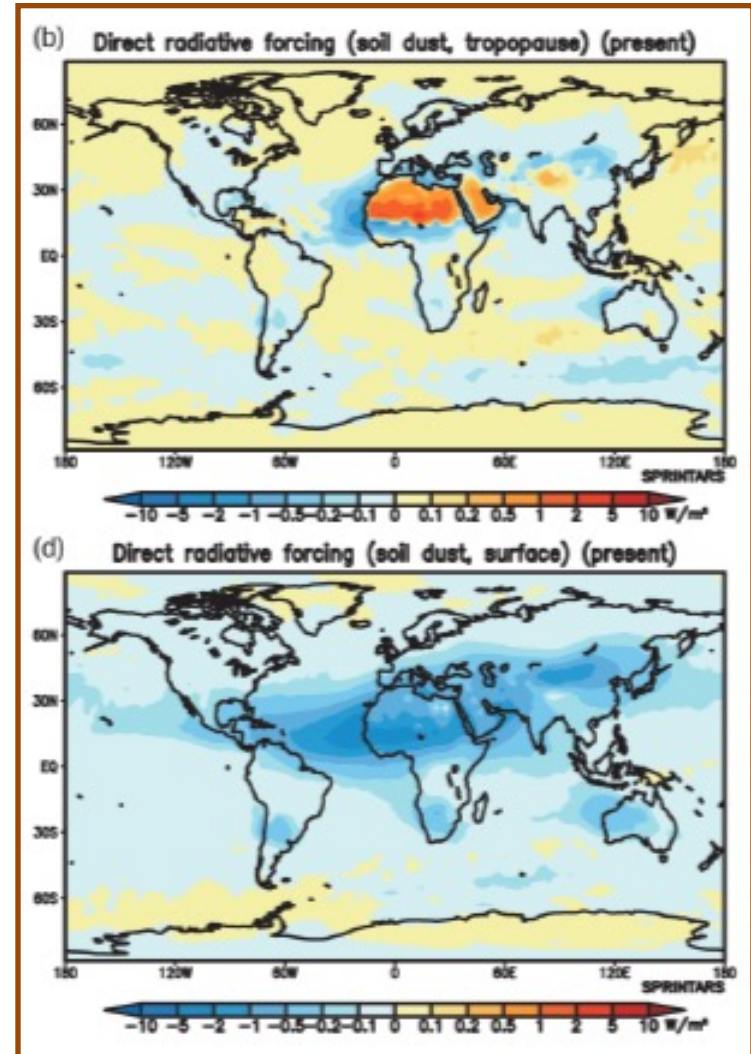 (b) Direct radiative forcing (soil dust, tropopause) (present)
60N
30N
EQ
30S
60S
180 120W 60W 0 60E 120E 180
SPRINTARS
-10 -5 -2 -1 -0.5 -0.2 -0.1 0 0.1 0.2 0.5 1 2 5 10 W/m²
(d) Direct radiative forcing (soil dust, surface) (present)
60N
30N
EQ
30S
60S
180 120W 60W 0 60E 120E 180
SPRINTARS
-10 -5 -2 -1 -0.5 -0.2 -0.1 0 0.1 0.2 0.5 1 2 5 10 W/m²